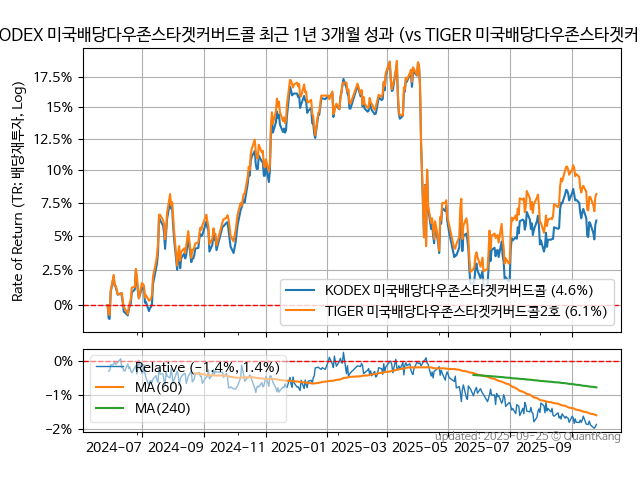 ODEX 미국배당다우존스타겟커버드콜 최근 1년 3개월 성과 (vs TIGER 미국배당다우존스타겟커
Rate of Return (TR: 배당재투자, Log)
17.5%
15%
12.5%
10%
7.5%
5%
2.5%
0%
KODEX 미국배당다우존스타겟커버드콜 (4.6%)
TIGER 미국배당다우존스타겟커버드콜2호 (6.1%)
0%
−1%
−2%
Relative (−1.4%, 1.4%)
MA(60)
MA(240)
2024-07 2024-09 2024-11 2025-01 2025-03 2025-05 2025-07 2025-09
updated: 2025-09-25 © QuantKang